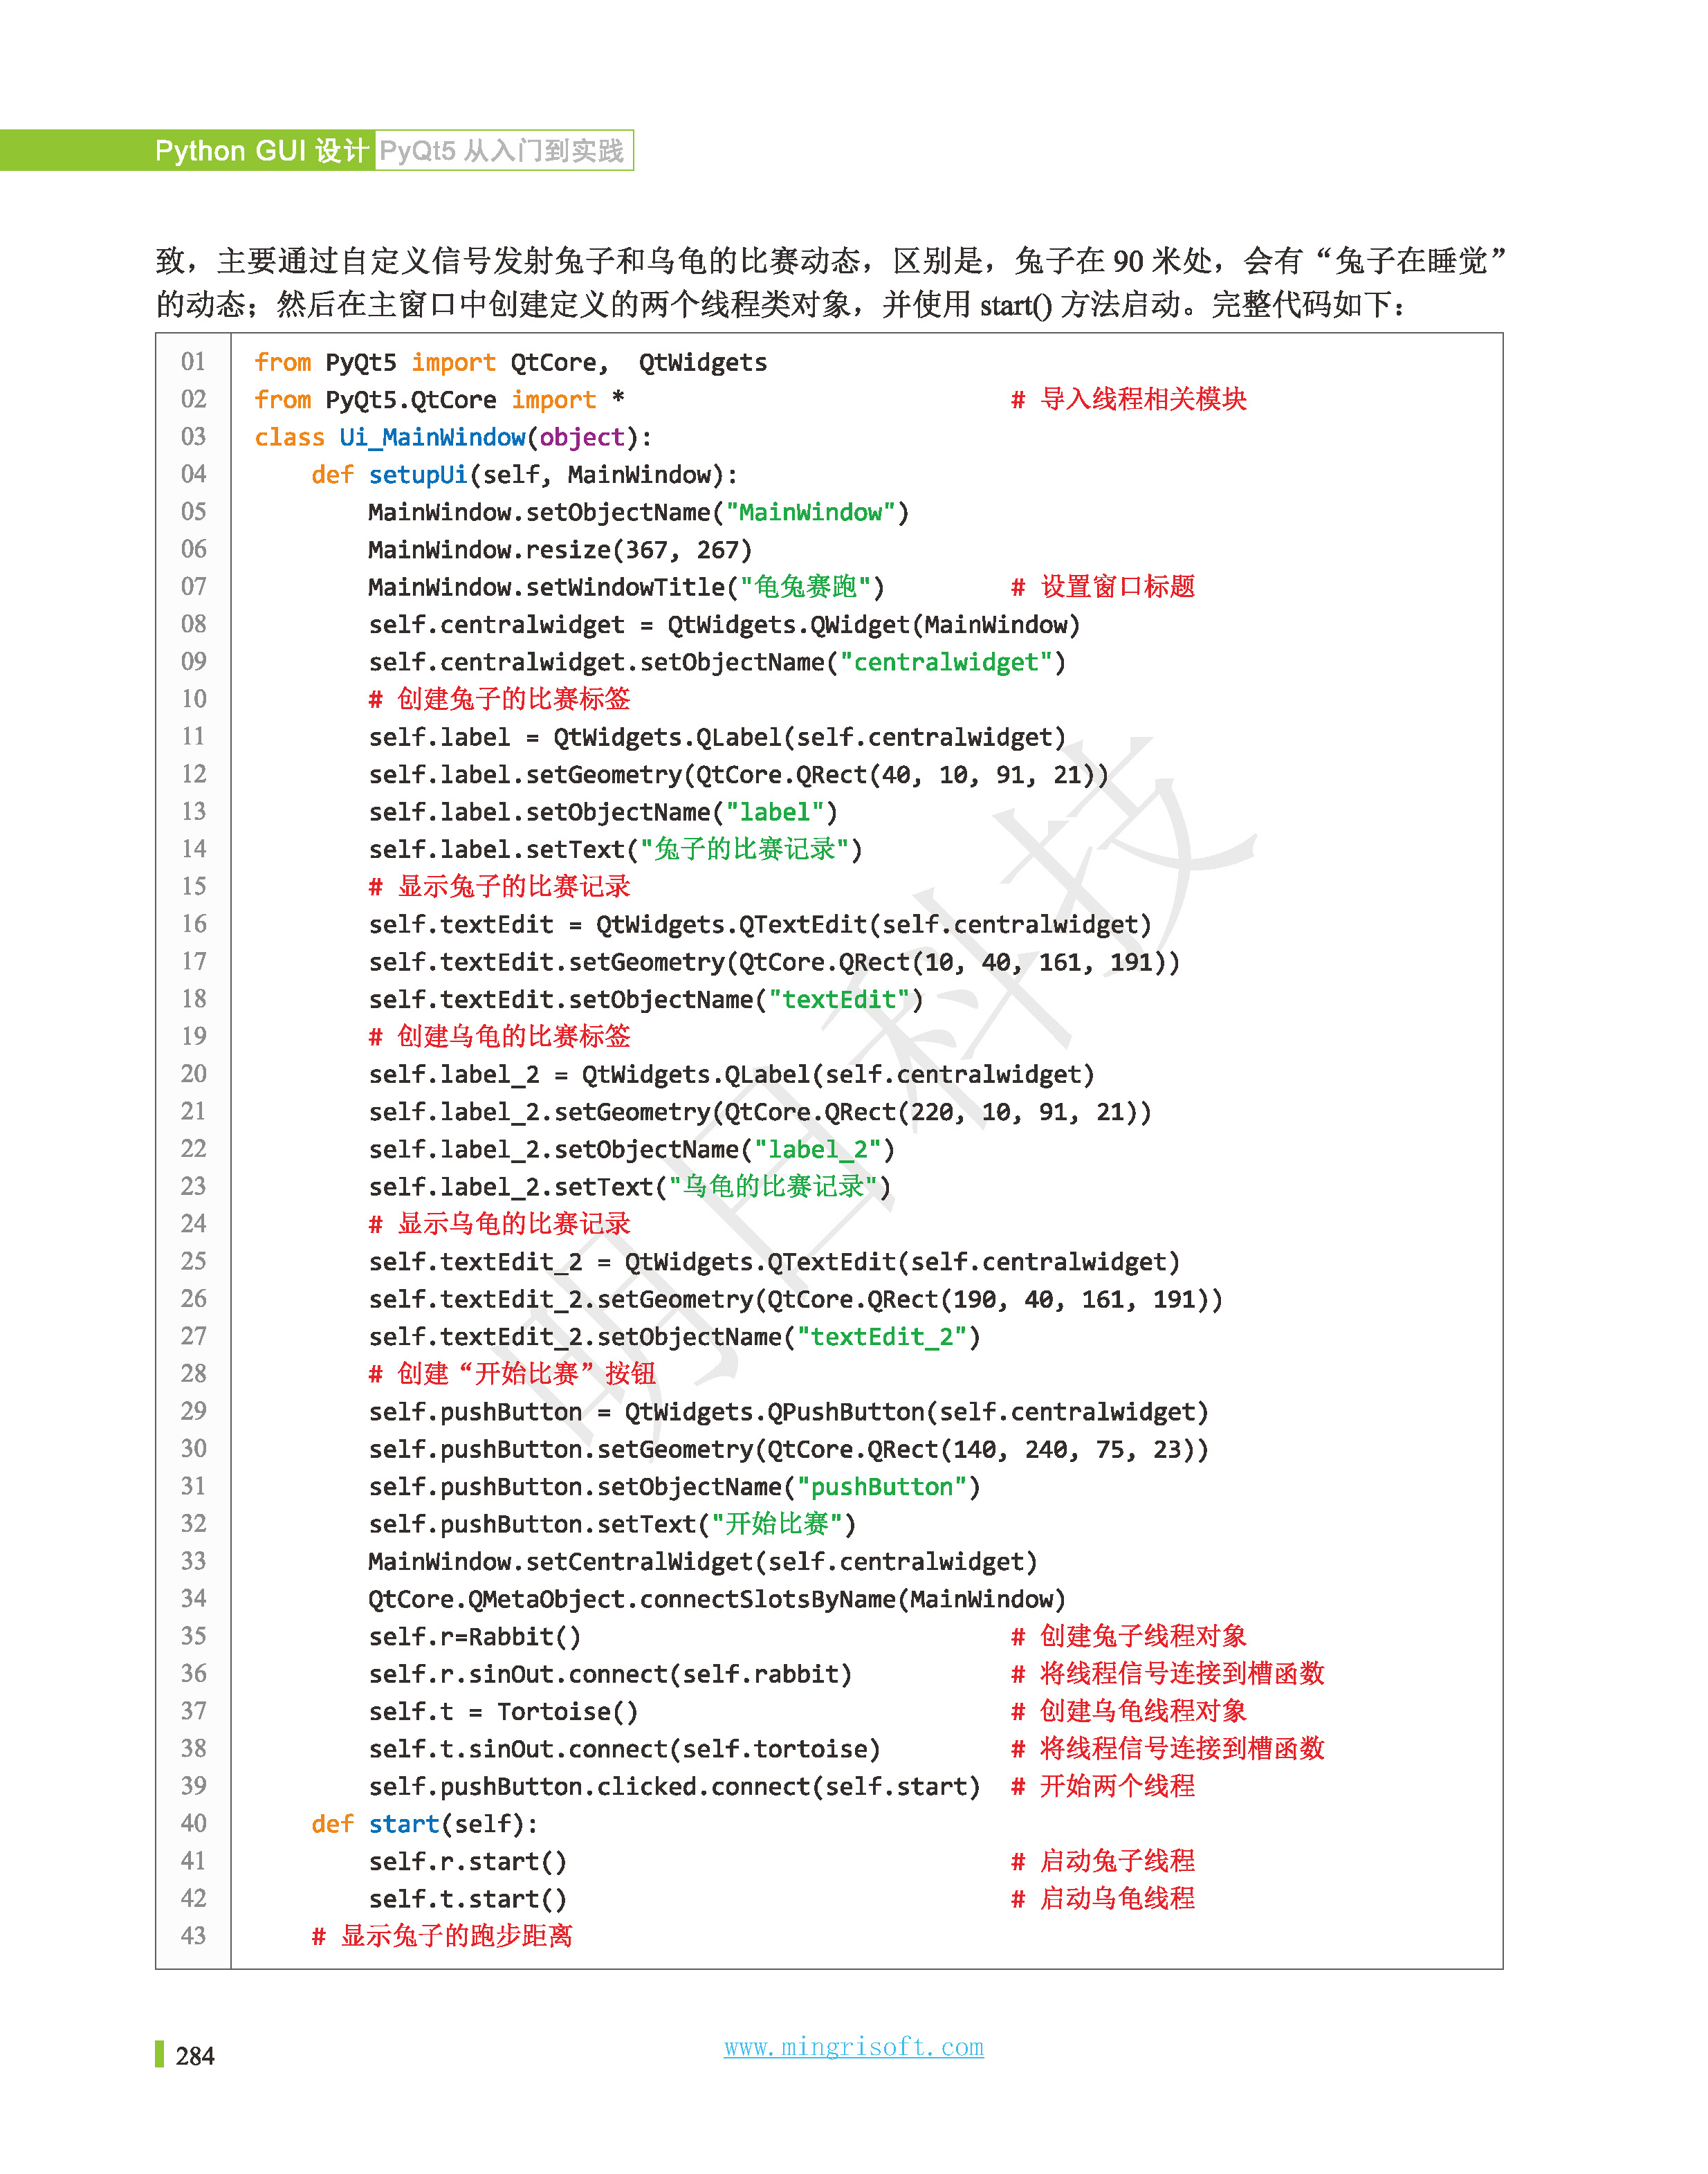 Python GUI 设计 PyQt5 从入门到实践
致，主要通过自定义信号发射兔子和乌龟的比赛动态，区别是，兔子在 90 米处，会有“兔子在睡觉”
的动态；然后在主窗口中创建定义的两个线程类对象，并使用 start() 方法启动。完整代码如下：
01 from PyQt5 import QtCore, QtWidgets
02 from PyQt5.QtCore import * # 导入线程相关模块
03 class Ui_MainWindow(object):
04 def setupUi(self, MainWindow):
05 MainWindow.setObjectName("MainWindow")
06 MainWindow.resize(367, 267)
07 MainWindow.setWindowTitle("龟兔赛跑") # 设置窗口标题
08 self.centralwidget = QtWidgets.QWidget(MainWindow)
09 self.centralwidget.setObjectName("centralwidget")
10 # 创建兔子的比赛标签
11 self.label = QtWidgets.QLabel(self.centralwidget)
12 self.label.setGeometry(QtCore.QRect(40, 10, 91, 21))
13 self.label.setObjectName("label")
14 self.label.setText("兔子的比赛记录")
15 # 显示兔子的比赛记录
16 self.textEdit = QtWidgets.QTextEdit(self.centralwidget)
17 self.textEdit.setGeometry(QtCore.QRect(10, 40, 161, 191))
18 self.textEdit.setObjectName("textEdit")
19 # 创建乌龟的比赛标签
20 self.label_2 = QtWidgets.QLabel(self.centralwidget)
21 self.label_2.setGeometry(QtCore.QRect(220, 10, 91, 21))
22 self.label_2.setObjectName("label_2")
23 self.label_2.setText("乌龟的比赛记录")
24 # 显示乌龟的比赛记录
25 self.textEdit_2 = QtWidgets.QTextEdit(self.centralwidget)
26 self.textEdit_2.setGeometry(QtCore.QRect(190, 40, 161, 191))
27 self.textEdit_2.setObjectName("textEdit_2")
28 # 创建“开始比赛”按钮
29 self.pushButton = QtWidgets.QPushButton(self.centralwidget)
30 self.pushButton.setGeometry(QtCore.QRect(140, 240, 75, 23))
31 self.pushButton.setObjectName("pushButton")
32 self.pushButton.setText("开始比赛")
33 MainWindow.setCentralWidget(self.centralwidget)
34 QtCore.QMetaObject.connectSlotsByName(MainWindow)
35 self.r=Rabbit() # 创建兔子线程对象
36 self.r.sinOut.connect(self.rabbit) # 将线程信号连接到槽函数
37 self.t = Tortoise() # 创建乌龟线程对象
38 self.t.sinOut.connect(self.tortoise) # 将线程信号连接到槽函数
39 self.pushButton.clicked.connect(self.start) # 开始两个线程
40 def start(self):
41 self.r.start() # 启动兔子线程
42 self.t.start() # 启动乌龟线程
43 # 显示兔子的跑步距离
明日科技
284
www.mingrisoft.com